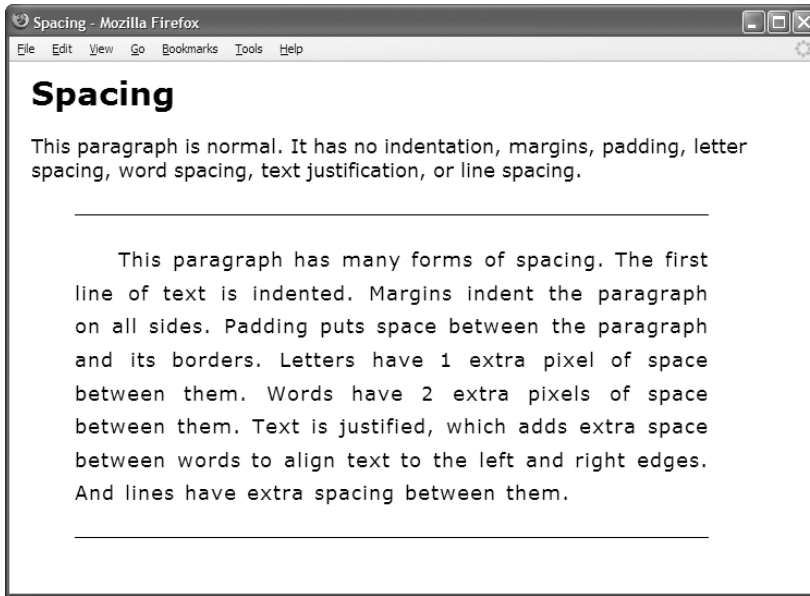 Spacing - Mozilla Firefox
File Edit View Go Bookmarks Tools Help
Spacing
This paragraph is normal. It has no indentation, margins, padding, letter
spacing, word spacing, text justification, or line spacing.
This paragraph has many forms of spacing. The first
line of text is indented. Margins indent the paragraph
on all sides. Padding puts space between the paragraph
and its borders. Letters have 1 extra pixel of space
between them. Words have 2 extra pixels of space
between them. Text is justified, which adds extra space
between words to align text to the left and right edges.
And lines have extra spacing between them.